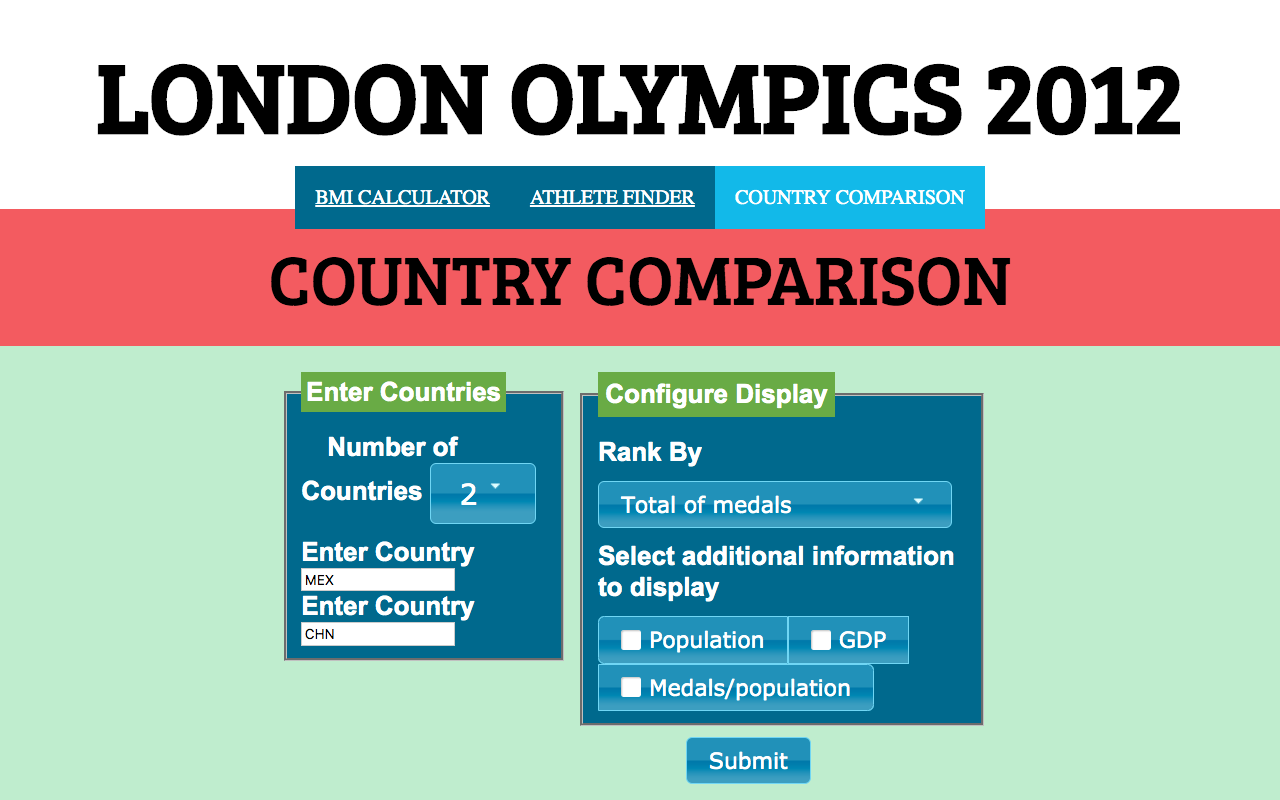 LONDON OLYMPICS 2012
BMI CALCULATOR ATHLETE FINDER COUNTRY COMPARISON
COUNTRY COMPARISON
Enter Countries
Number of
Countries 2
Enter Country
MEX
Enter Country
CHN
Configure Display
Rank By
Total of medals
Select additional information
to display
Population GDP
Medals/population
Submit